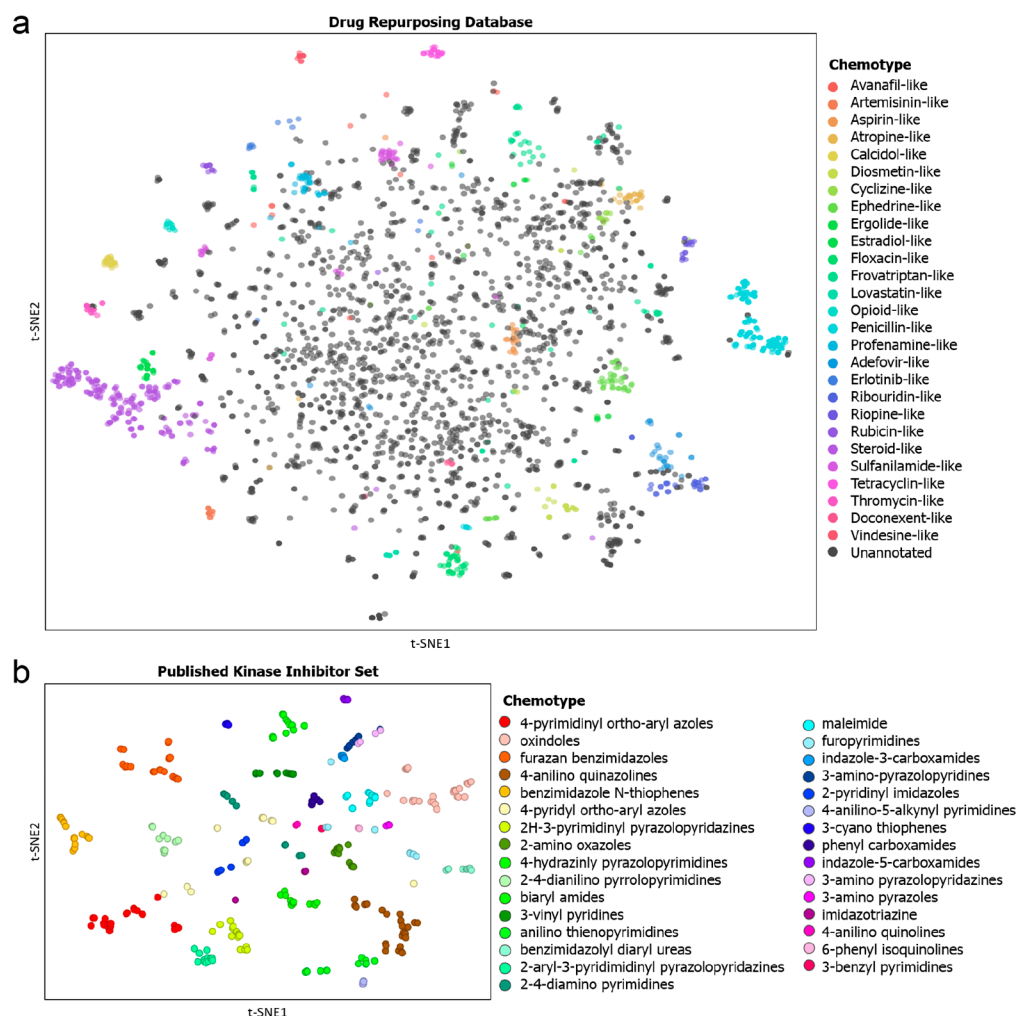 a
Drug Repurposing Database
t-SNE2
t-SNE1
Chemotype
Avanafil-like
Artemisinin-like
Aspirin-like
Atropine-like
Calcidol-like
Diosmetin-like
Cyclizine-like
Ephedrine-like
Ergolide-like
Estradiol-like
Floxacin-like
Frovatriptan-like
Lovastatin-like
Opioid-like
Penicillin-like
Profenamine-like
Adefovir-like
Erlotinib-like
Ribouridin-like
Riopine-like
Rubicin-like
Steroid-like
Sulfanilamide-like
Tetracyclin-like
Thromycin-like
Doconexent-like
Vindesine-like
Unannotated
b
Published Kinase Inhibitor Set
t-SNE2
t-SNE1
Chemotype
4-pyrimidinyl ortho-aryl azoles
oxindoles
furazan benzimidazoles
4-anilino quinazolines
benzimidazole N-thiophenes
4-pyridyl ortho-aryl azoles
2H-3-pyrimidinyl pyrazolopyridazines
2-amino oxazoles
4-hydrazinly pyrazolopyrimidines
2-4-dianilino pyrrolopyrimidines
biaryl amides
3-vinyl pyridines
anilino thienopyrimidines
benzimidazolyl diaryl ureas
2-aryl-3-pyridimidinyl pyrazolopyridazines
2-4-diamino pyrimidines
maleimide
furopyrimidines
indazole-3-carboxamides
3-amino-pyrazolopyridines
2-pyridinyl imidazoles
4-anilino-5-alkynyl pyrimidines
3-cyano thiophenes
phenyl carboxamides
indazole-5-carboxamides
3-amino pyrazolopyridazines
3-amino pyrazoles
imidazotriazine
4-anilino quinolines
6-phenyl isoquinolines
3-benzyl pyrimidines